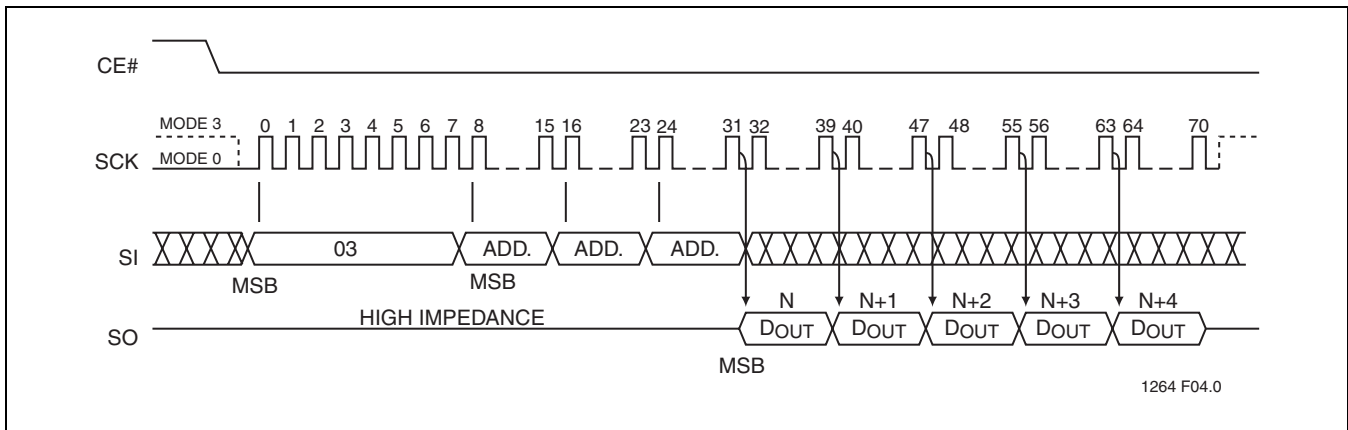 CE#
MODE 3
0 1 2 3 4 5 6 7 8 15 16 23 24 31 32 39 40 47 48 55 56 63 64 70
SCK
MODE 0
SI
03 ADD. ADD. ADD.
MSB MSB
N N+1 N+2 N+3 N+4
HIGH IMPEDANCE
SO
DOUT DOUT DOUT DOUT DOUT
MSB
1264 F04.0